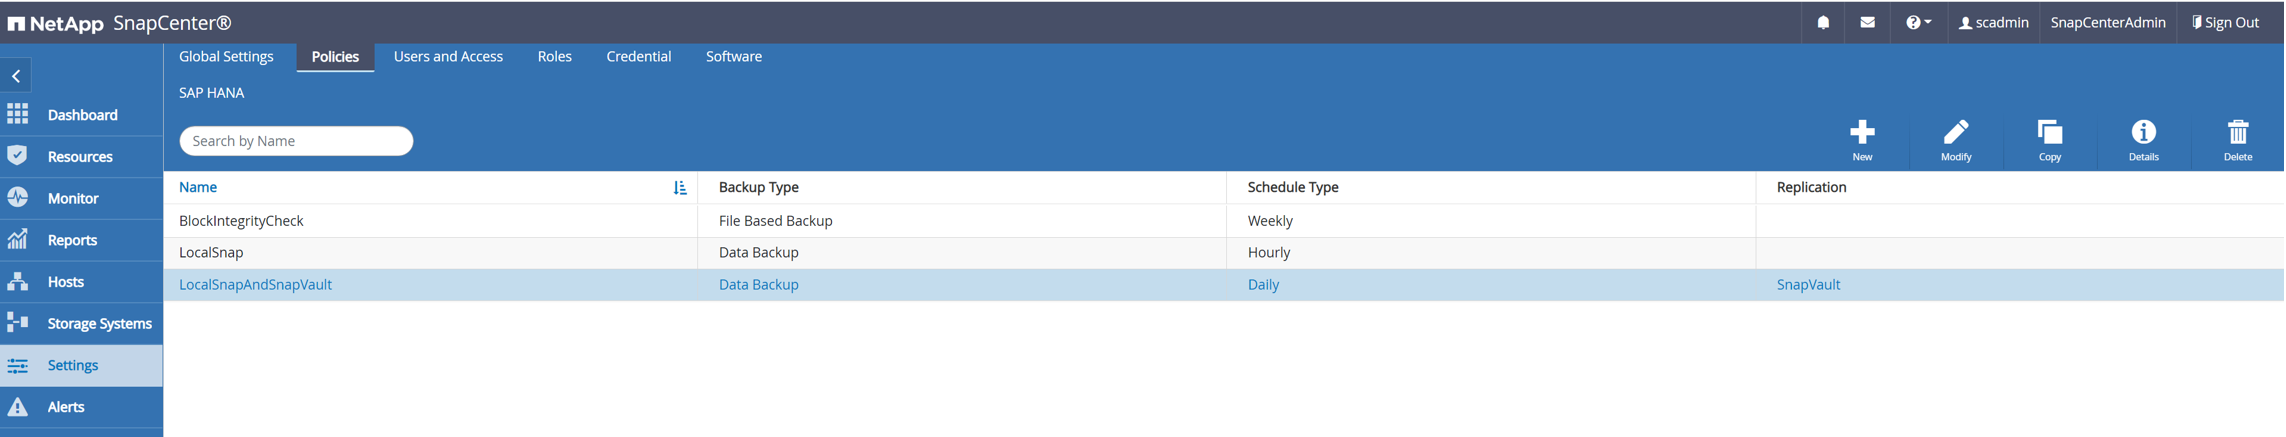 NetApp SnapCenter®
scadmin SnapCenterAdmin Sign Out
Global Settings Policies Users and Access Roles Credential Software
SAP HANA
Search by Name
New Modify Copy Details Delete
Dashboard
Resources
Monitor
Reports
Hosts
Storage Systems
Settings
Alerts
Name Backup Type Schedule Type Replication
BlockIntegrityCheck File Based Backup Weekly
LocalSnap Data Backup Hourly
LocalSnapAndSnapVault Data Backup Daily SnapVault